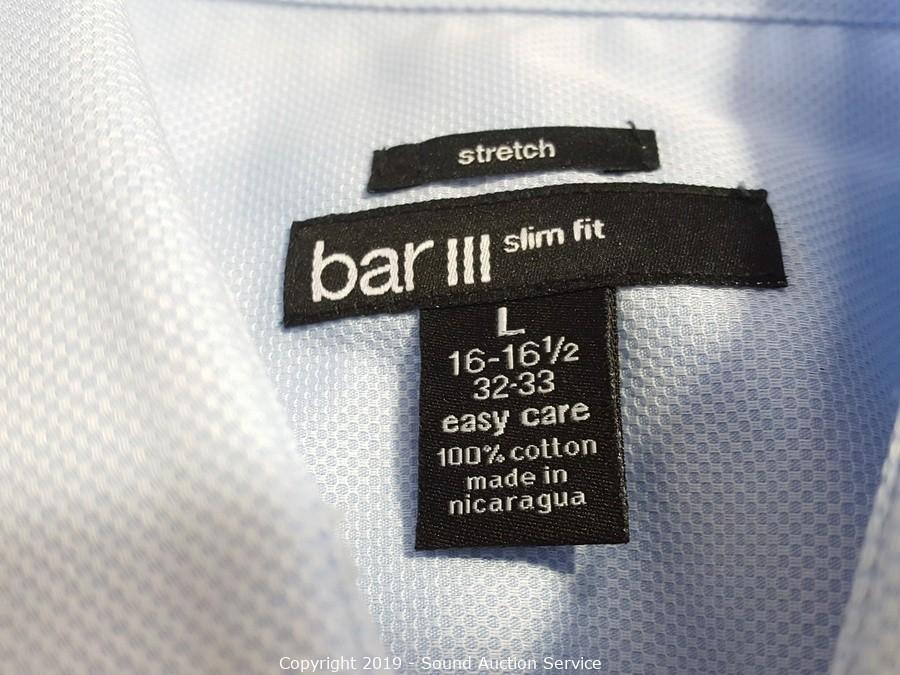 stretch
bar III slim fit
L
16-16½
32-33
easy care
100% cotton
made in
nicaragua
Copyright 2019 - Sound Auction Service